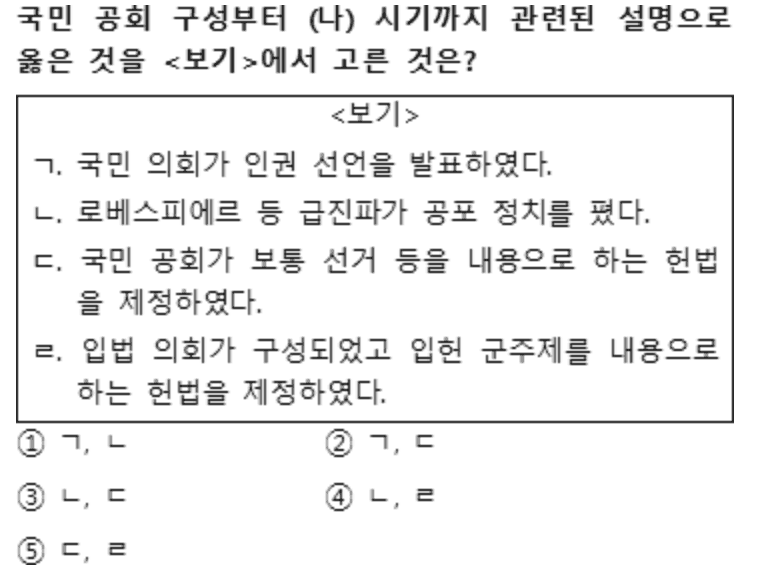 국민 공회 구성부터 (나) 시기까지 관련된 설명으로
옳은 것을 <보기>에서 고른 것은?
<보기>
ㄱ. 국민 의회가 인권 선언을 발표하였다.
ㄴ. 로베스피에르 등 급진파가 공포 정치를 폈다.
ㄷ. 국민 공회가 보통 선거 등을 내용으로 하는 헌법
을 제정하였다.
ㄹ. 입법 의회가 구성되었고 입헌 군주제를 내용으로
하는 헌법을 제정하였다.
① ㄱ, ㄴ ② ㄱ, ㄷ
③ ㄴ, ㄷ ④ ㄴ, ㄹ
⑤ ㄷ, ㄹ